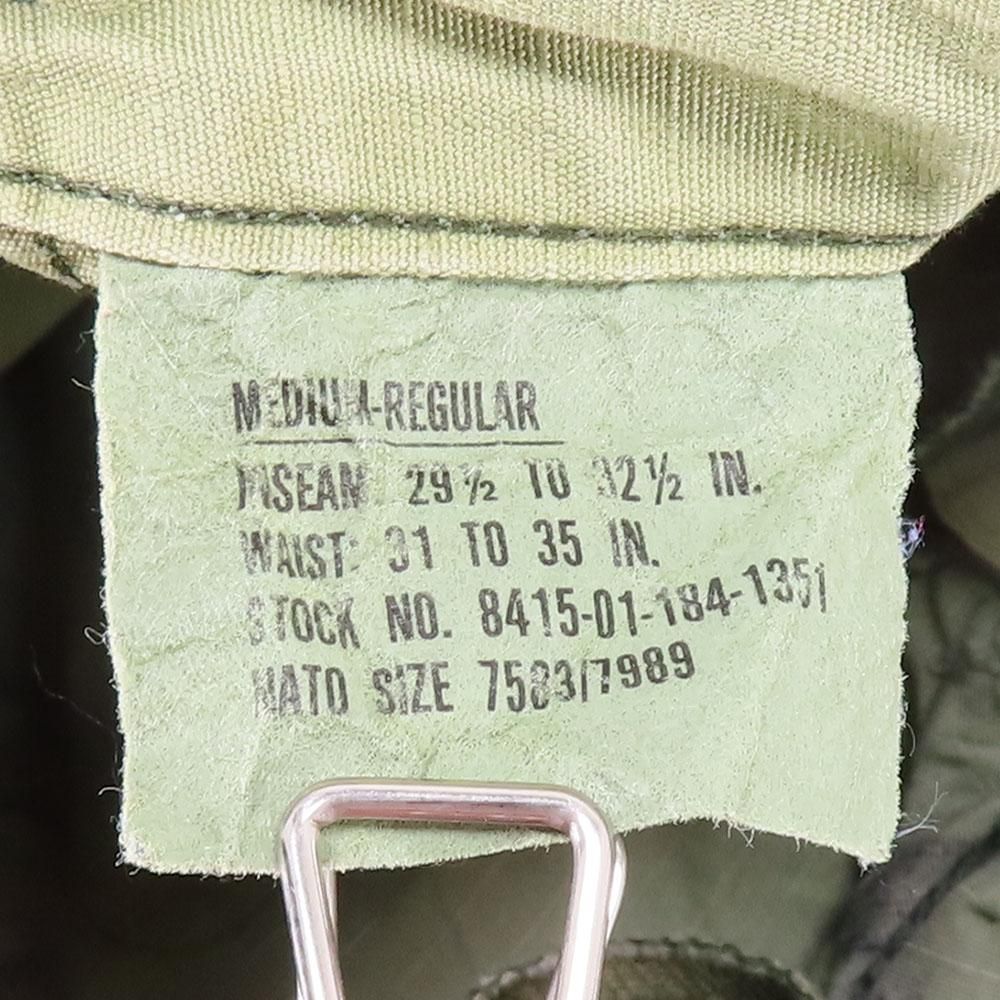 MEDIUM-REGULAR
INSEAM 29½ TO 32½ IN.
WAIST: 31 TO 35 IN.
STOCK NO. 8415-01-184-1351
NATO SIZE 7583/7989